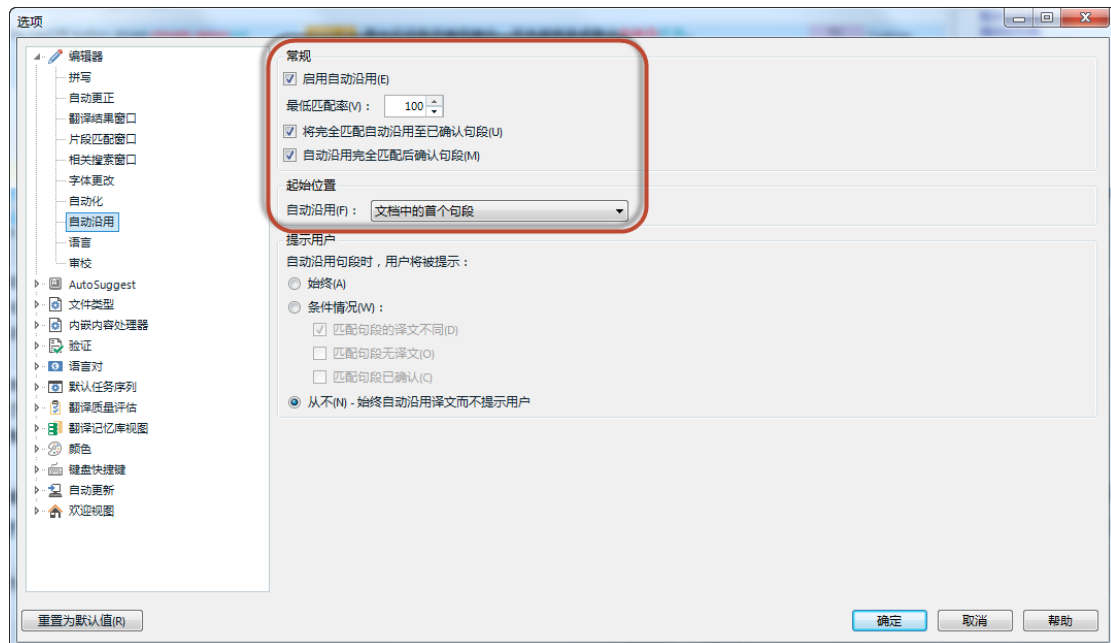 选项
编辑器
拼写
自动更正
翻译结果窗口
片段匹配窗口
相关搜索窗口
字体更改
自动化
自动沿用
语言
审校
AutoSuggest
文件类型
内嵌内容处理器
验证
语言对
默认任务序列
翻译质量评估
翻译记忆库视图
颜色
键盘快捷键
自动更新
欢迎视图
常规
启用自动沿用(E)
最低匹配率(V)： 100
将完全匹配自动沿用至已确认句段(U)
自动沿用完全匹配后确认句段(M)
起始位置
自动沿用(F)： 文档中的首个句段
提示用户
自动沿用句段时，用户将被提示：
始终(A)
条件情况(W)：
匹配句段的译文不同(D)
匹配句段无译文(O)
匹配句段已确认(C)
从不(N) - 始终自动沿用译文而不提示用户
重置为默认值(R) 确定 取消 帮助